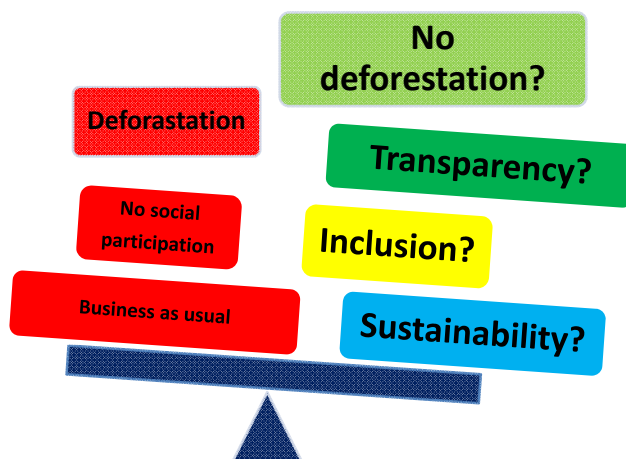 No
deforestation?
Deforastation
Transparency?
No social
participation
Inclusion?
Business as usual
Sustainability?